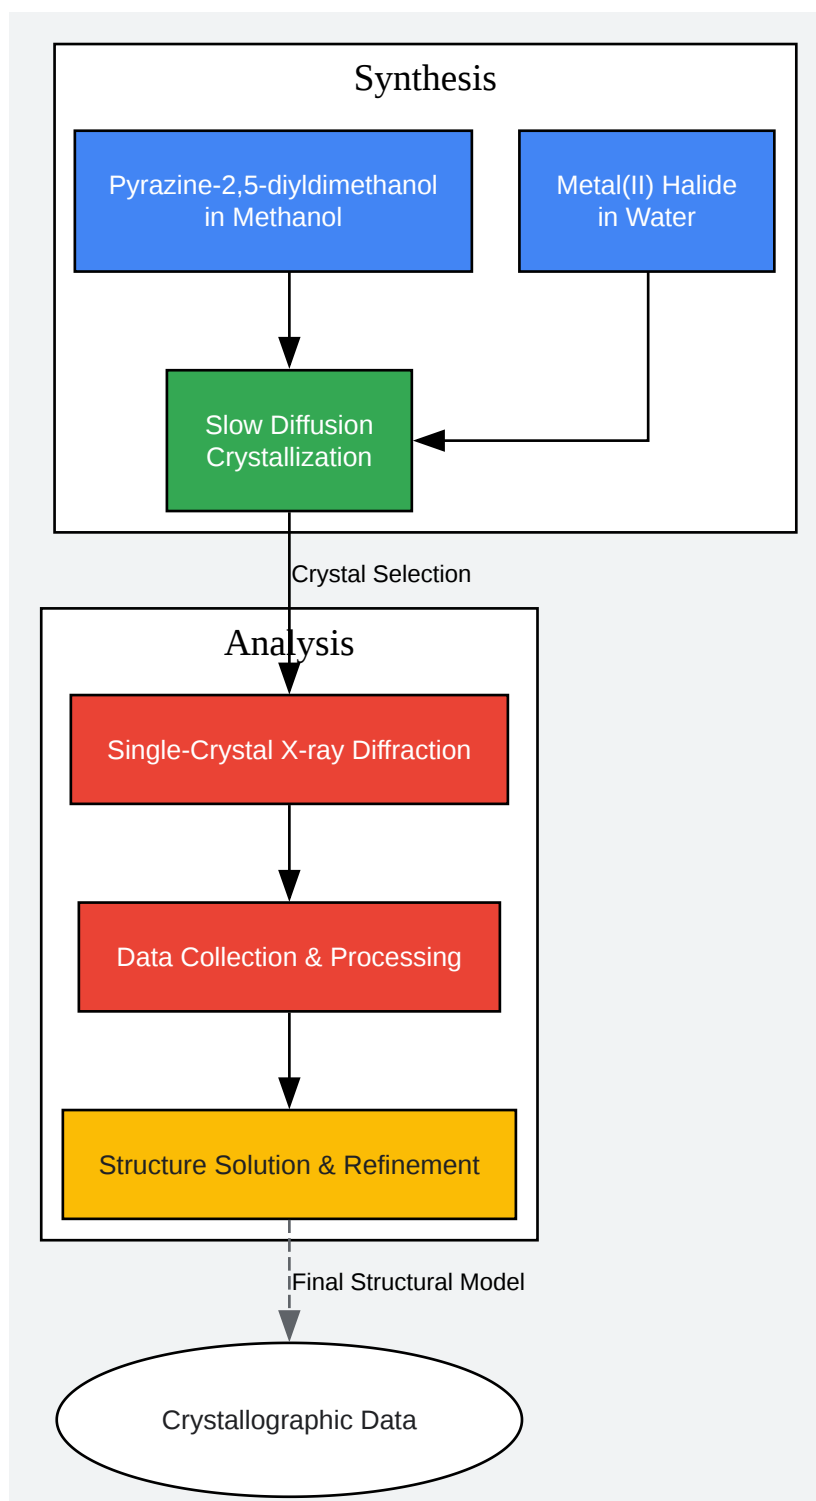 Synthesis
Pyrazine-2,5-diyldimethanol
in Methanol
Metal(II) Halide
in Water
Slow Diffusion
Crystallization
Crystal Selection
Analysis
Single-Crystal X-ray Diffraction
Data Collection & Processing
Structure Solution & Refinement
Final Structural Model
Crystallographic Data